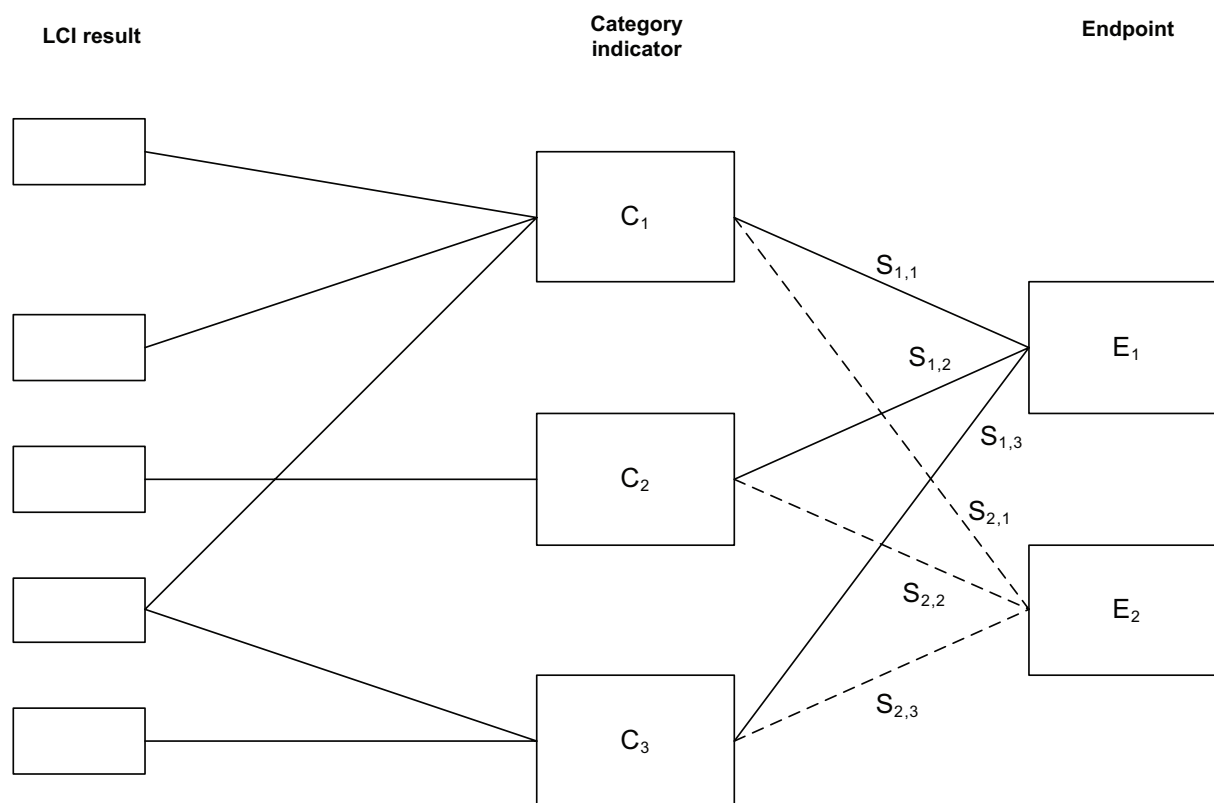 LCI result
Category
indicator
Endpoint
C₁
S₁,₁
E₁
S₁,₂
S₁,₃
C₂
S₂,₁
S₂,₂
E₂
C₃
S₂,₃